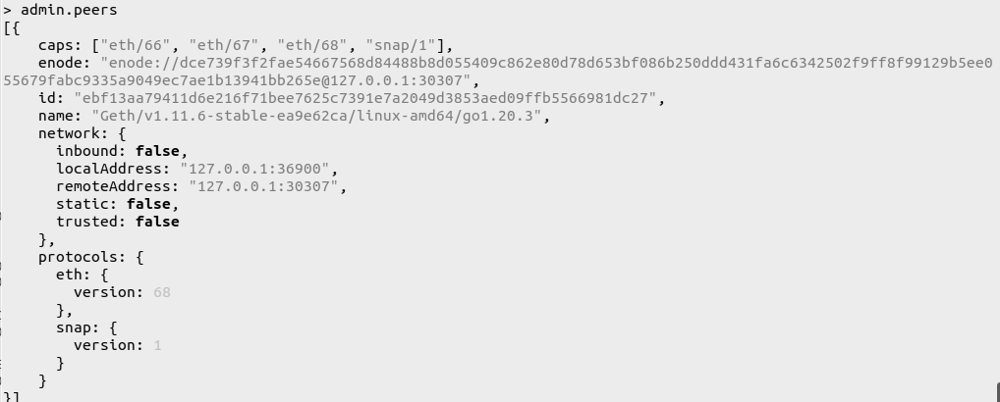 > admin.peers
[{
    caps: ["eth/66", "eth/67", "eth/68", "snap/1"],
    enode: "enode://dce739f3f2fae54667568d84488b8d055409c862e80d78d653bf086b250ddd431fa6c6342502f9ff8f99129b5ee0
55679fabc9335a9049ec7ae1b13941bb265e@127.0.0.1:30307",
    id: "ebf13aa79411d6e216f71bee7625c7391e7a2049d3853aed09ffb5566981dc27",
    name: "Geth/v1.11.6-stable-ea9e62ca/linux-amd64/go1.20.3",
    network: {
      inbound: false,
      localAddress: "127.0.0.1:36900",
      remoteAddress: "127.0.0.1:30307",
      static: false,
      trusted: false
    },
    protocols: {
      eth: {
        version: 68
      },
      snap: {
        version: 1
      }
    }
}]